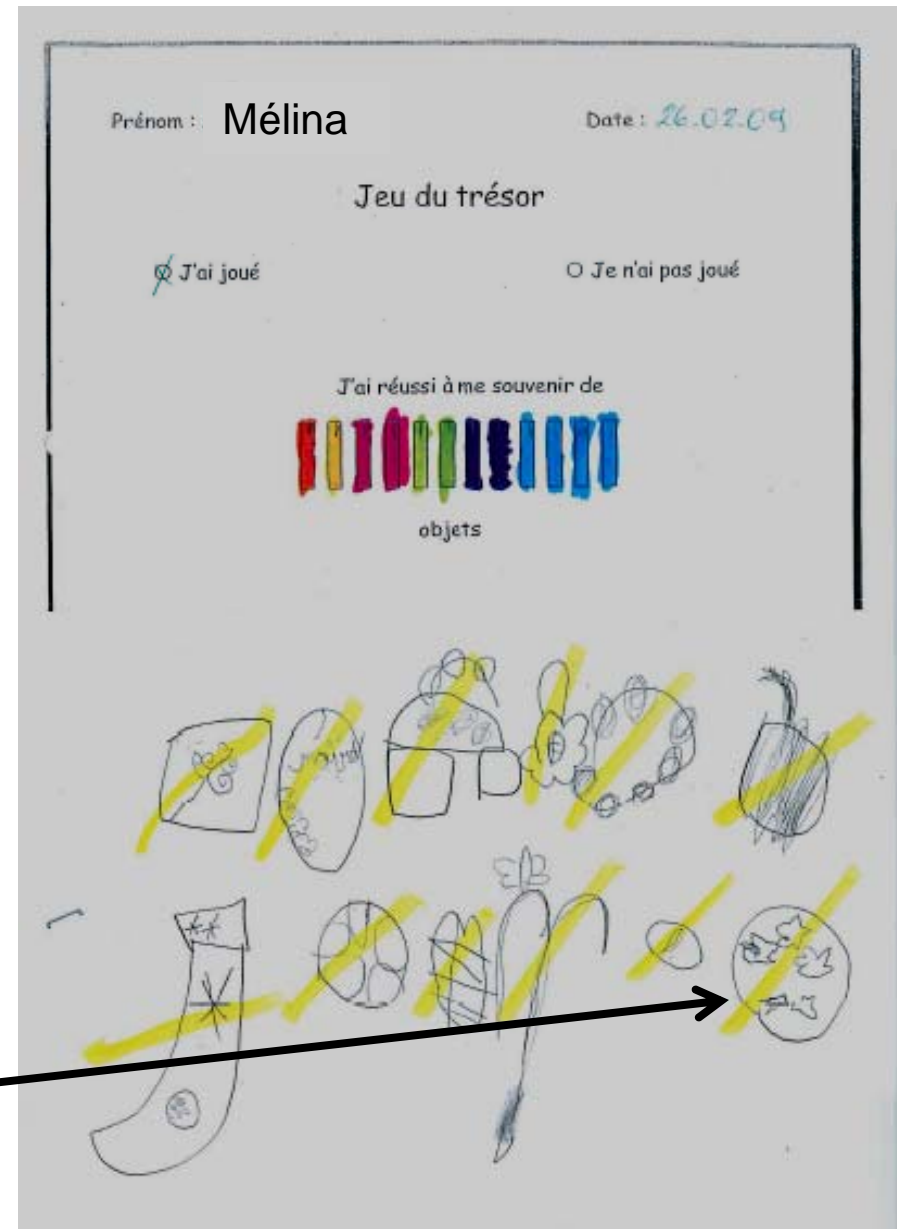 Prénom : Mélina Date : 26.02.09
Jeu du trésor
J'ai joué O Je n'ai pas joué
J'ai réussi à me souvenir de
objets